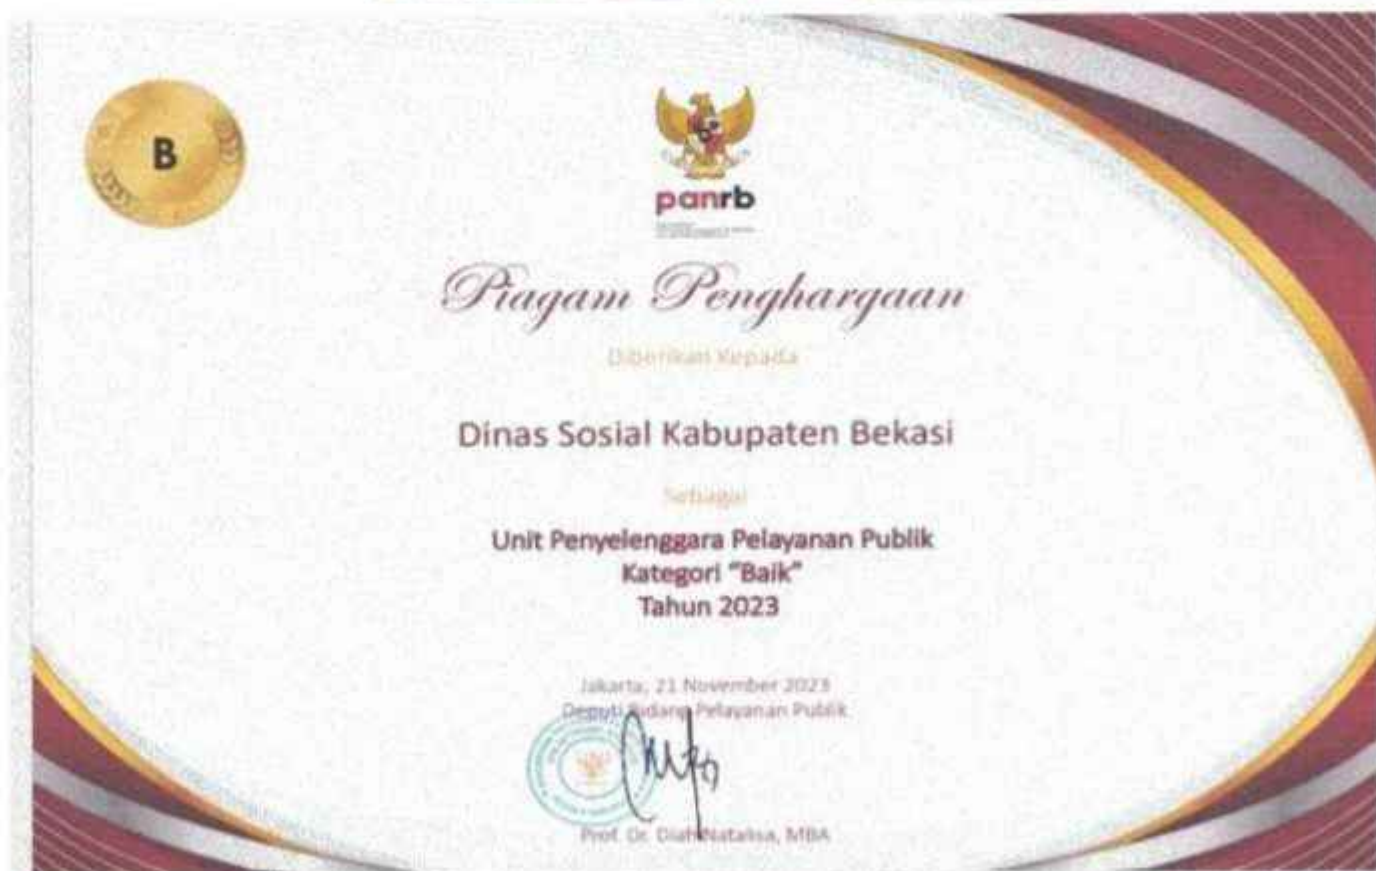 B
panrb
Piagam Penghargaan
Diberikan Kepada
Dinas Sosial Kabupaten Bekasi
Sebagai
Unit Penyelenggara Pelayanan Publik
Kategori "Baik"
Tahun 2023
Jakarta, 21 November 2023
Deputi Bidang Pelayanan Publik
Prof. Dr. Diah Natalisa, MBA